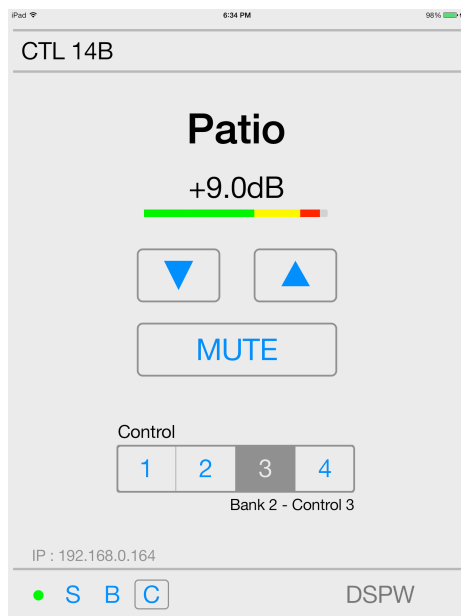 iPad 6:34 PM 98%
CTL 14B
Patio
+9.0dB
MUTE
Control
1 2 3 4
Bank 2 - Control 3
IP : 192.168.0.164
S B C DSPW